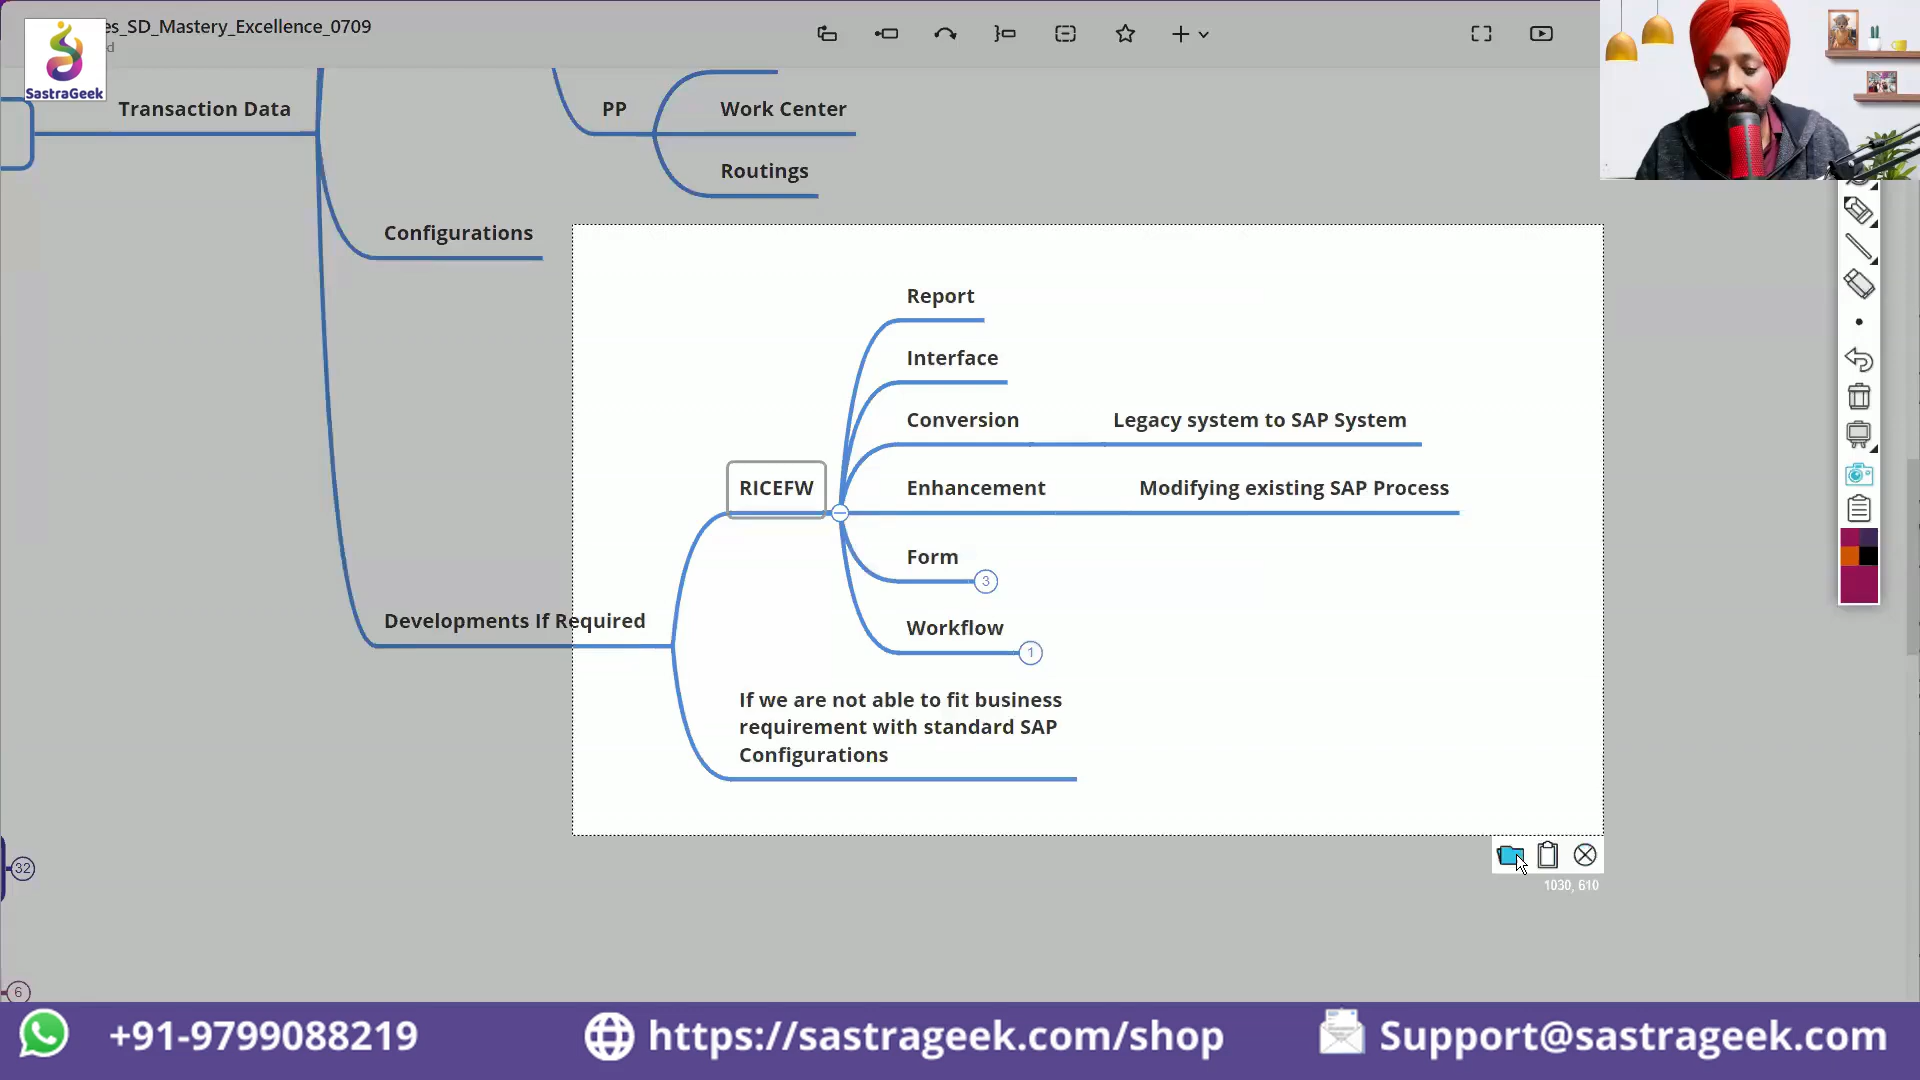 es_SD_Mastery_Excellence_0709
d
SastraGeek
Transaction Data
PP
Work Center
Routings
Configurations
Report
Interface
Conversion
Legacy system to SAP System
RICEFW
Enhancement
Modifying existing SAP Process
Form
3
Developments If Required
Workflow
1
If we are not able to fit business
requirement with standard SAP
Configurations
32
1030, 610
6
+91-9799088219
https://sastrageek.com/shop
Support@sastrageek.com